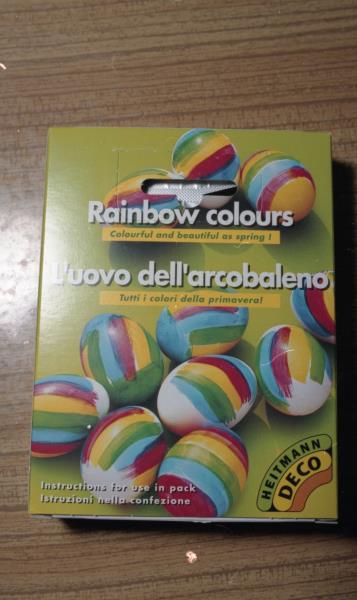 Rainbow colours
Colourful and beautiful as spring !
L'uovo dell'arcobaleno
Tutti i colori della primavera!
HEITMANN
DECO
Instructions for use in pack
Istruzioni nella confezione